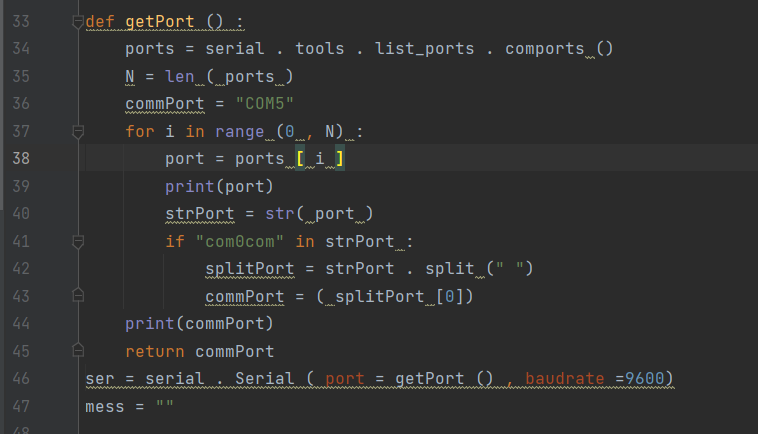 33 def getPort () :
34     ports = serial . tools . list_ports . comports ()
35     N = len ( ports )
36     commPort = "COM5"
37     for i in range (0 , N) :
38         port = ports [ i ]
39         print(port)
40         strPort = str( port )
41         if "com0com" in strPort :
42             splitPort = strPort . split (" ")
43             commPort = ( splitPort [0])
44     print(commPort)
45     return commPort
46 ser = serial . Serial ( port = getPort () , baudrate =9600)
47 mess = ""
48